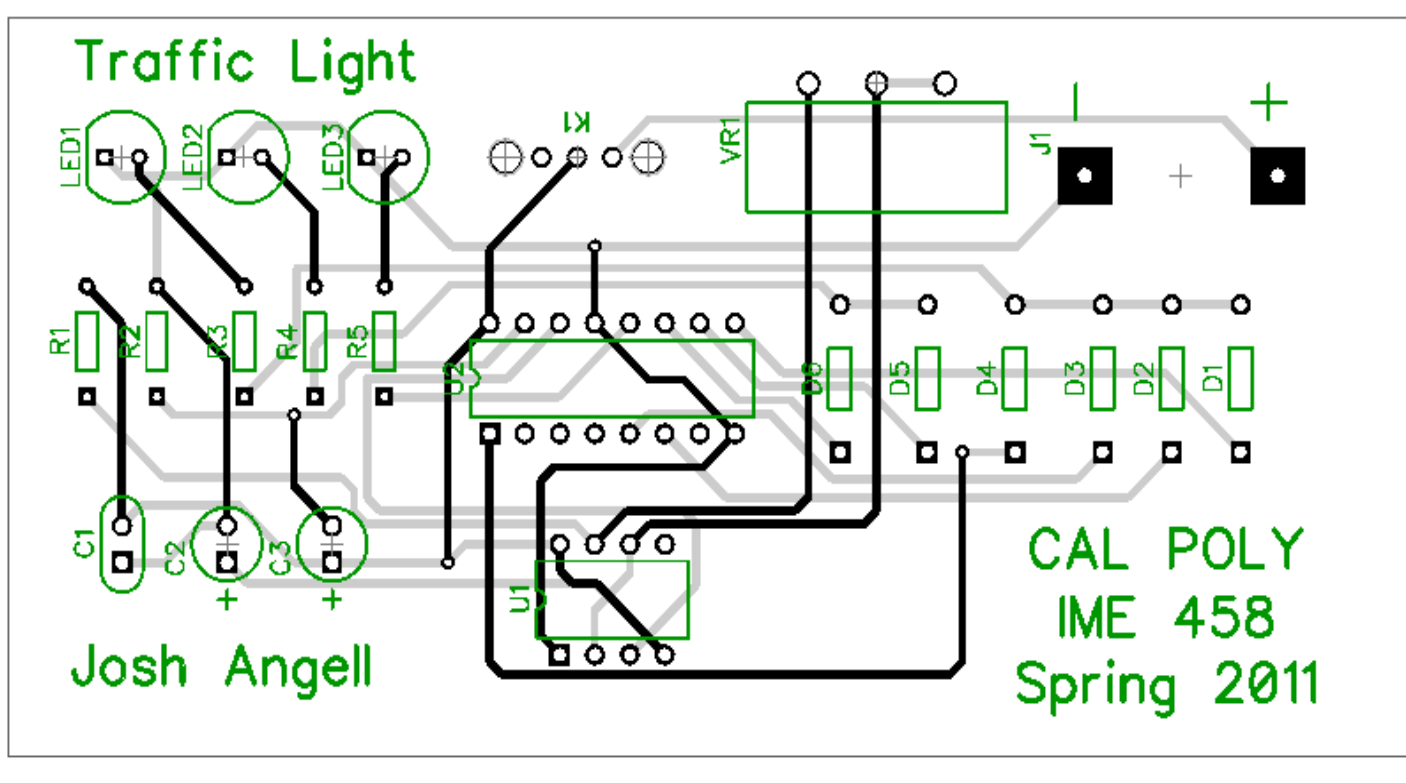 Traffic Light
LED1
LED2
LED3
K1
VR1
J1
− +
R1
R2
R3
R4
R5
U2
D6
D5
D4
D3
D2
D1
C1
C2
C3
+ +
U1
CAL POLY
IME 458
Spring 2011
Josh Angell